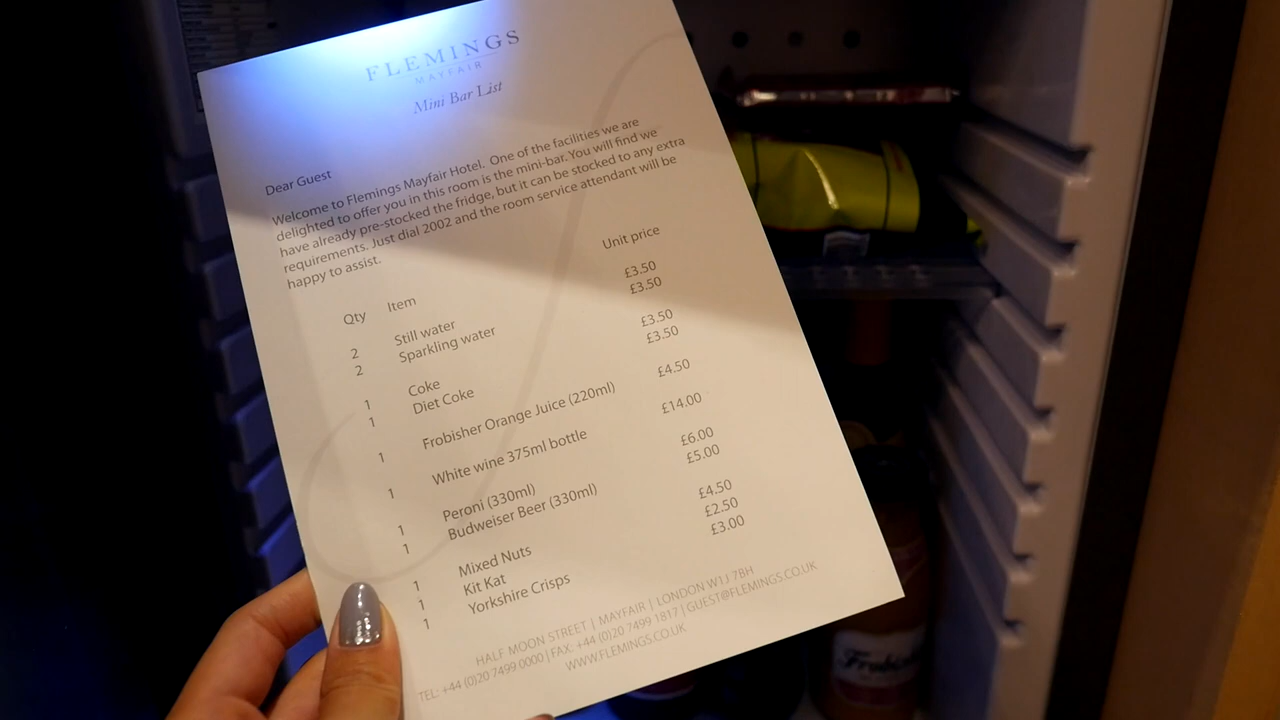 FLEMINGS
MAYFAIR
Mini Bar List
Dear Guest
Welcome to Flemings Mayfair Hotel. One of the facilities we are
delighted to offer you in this room is the mini-bar. You will find we
have already pre-stocked the fridge, but it can be stocked to any extra
requirements. Just dial 2002 and the room service attendant will be
happy to assist.
Qty Item Unit price
2 Still water £3.50
2 Sparkling water £3.50
1 Coke £3.50
1 Diet Coke £3.50
1 Frobisher Orange Juice (220ml) £4.50
1 White wine 375ml bottle £14.00
1 Peroni (330ml) £6.00
1 Budweiser Beer (330ml) £5.00
1 Mixed Nuts £4.50
1 Kit Kat £2.50
1 Yorkshire Crisps £3.00
HALF MOON STREET | MAYFAIR | LONDON W1J 7BH
TEL: +44 (0)20 7499 0000 | FAX: +44 (0)20 7499 1817 | GUEST@FLEMINGS.CO.UK
WWW.FLEMINGS.CO.UK